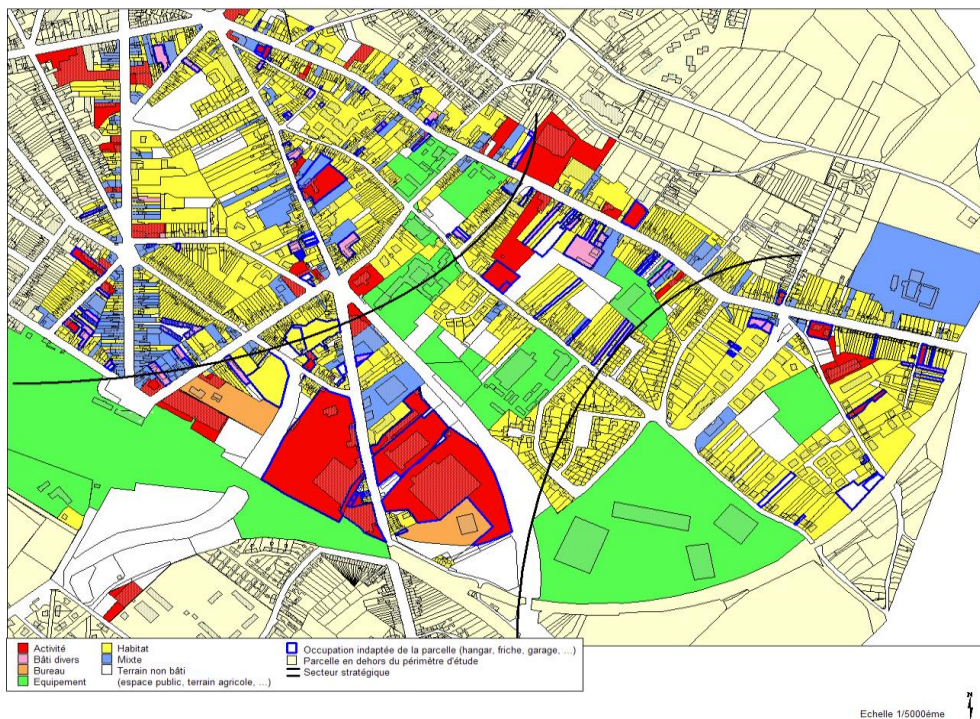 Activité
Bâti divers
Bureau
Equipement
Habitat
Mixte
Terrain non bâti
(espace public, terrain agricole, ...)
Occupation indaptée de la parcelle (hangar, friche, garage, ...)
Parcelle en dehors du périmètre d'étude
Secteur stratégique
Echelle 1/5000éme
N